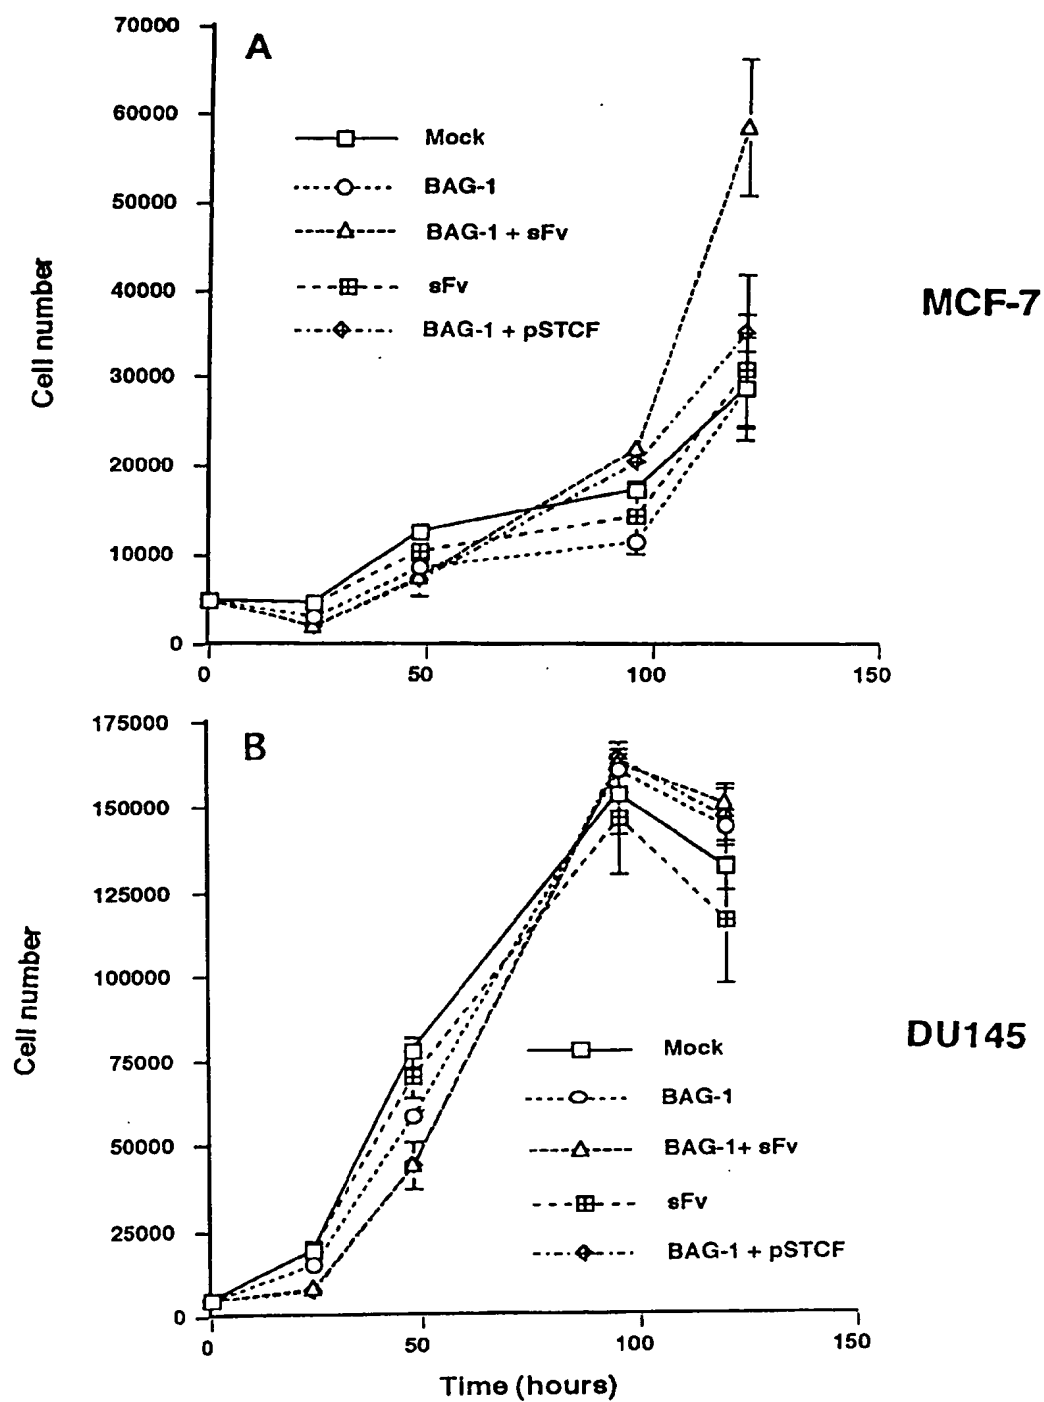 70000
A
60000
50000
40000
30000
20000
10000
0
Cell number
Mock
BAG-1
BAG-1 + sFv
sFv
BAG-1 + pSTCF
MCF-7
0 50 100 150
175000
B
150000
125000
100000
75000
50000
25000
0
Cell number
DU145
Mock
BAG-1
BAG-1+ sFv
sFv
BAG-1 + pSTCF
0 50 100 150
Time (hours)